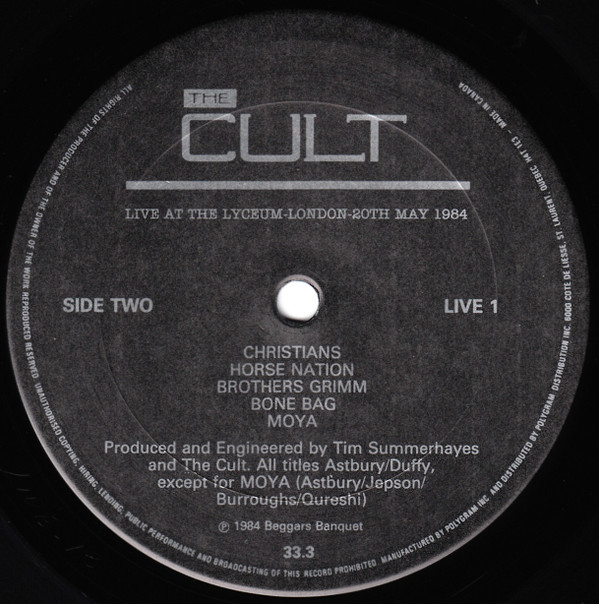 THE
CULT
LIVE AT THE LYCEUM-LONDON-20TH MAY 1984
SIDE TWO
LIVE 1
CHRISTIANS
HORSE NATION
BROTHERS GRIMM
BONE BAG
MOYA
Produced and Engineered by Tim Summerhayes
and The Cult. All titles Astbury/Duffy,
except for MOYA (Astbury/Jepson/
Burroughs/Qureshi)
℗ 1984 Beggars Banquet
33.3
ALL RIGHTS OF THE PRODUCER AND OF THE OWNER OF THE WORK REPRODUCED RESERVED. UNAUTHORISED COPYING, HIRING, LENDING, PUBLIC PERFORMANCE AND BROADCASTING OF THIS RECORD PROHIBITED. MANUFACTURED BY POLYGRAM INC. AND DISTRIBUTED BY POLYGRAM DISTRIBUTION INC. 6000 COTE DE LIESSE, ST LAURENT QUEBEC H4T 1E3 - MADE IN CANADA